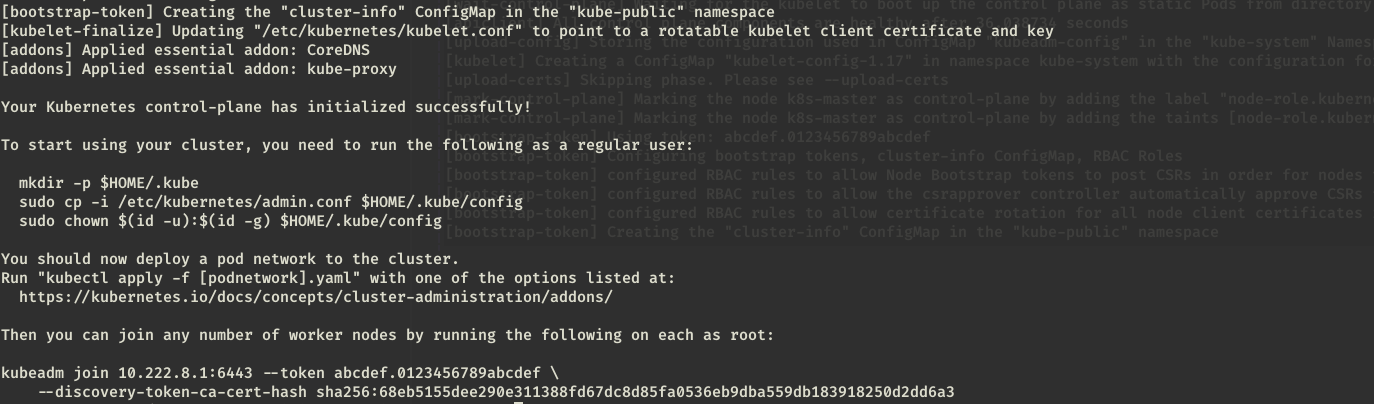 [bootstrap-token] Creating the "cluster-info" ConfigMap in the "kube-public" namespace
[kubelet-finalize] Updating "/etc/kubernetes/kubelet.conf" to point to a rotatable kubelet client certificate and key
[addons] Applied essential addon: CoreDNS
[addons] Applied essential addon: kube-proxy
Your Kubernetes control-plane has initialized successfully!
To start using your cluster, you need to run the following as a regular user:
mkdir -p $HOME/.kube
sudo cp -i /etc/kubernetes/admin.conf $HOME/.kube/config
sudo chown $(id -u):$(id -g) $HOME/.kube/config
You should now deploy a pod network to the cluster.
Run "kubectl apply -f [podnetwork].yaml" with one of the options listed at:
https://kubernetes.io/docs/concepts/cluster-administration/addons/
Then you can join any number of worker nodes by running the following on each as root:
kubeadm join 10.222.8.1:6443 --token abcdef.0123456789abcdef \
--discovery-token-ca-cert-hash sha256:68eb5155dee290e311388fd67dc8d85fa0536eb9dba559db183918250d2dd6a3
for the kubelet to boot up the control plane as static Pods from directory
seconds
[upload-config] Storing the configuration used in ConfigMap "kubeadm-config" in the "kube-system" Names
[kubelet] Creating a ConfigMap "kubelet-config-1.17" in namespace kube-system with the configuration fo
[upload-certs] Skipping phase. Please see --upload-certs
[mark-control-plane] Marking the node k8s-master as control-plane by adding the label "node-role.kubern
[mark-control-plane] Marking the node k8s-master as control-plane by adding the taints [node-role.kuber
[bootstrap-token] Using token: abcdef.0123456789abcdef
[bootstrap-token] Configuring bootstrap tokens, cluster-info ConfigMap, RBAC Roles
[bootstrap-token] configured RBAC rules to allow Node Bootstrap tokens to post CSRs in order for nodes
[bootstrap-token] configured RBAC rules to allow the csrapprover controller automatically approve CSRs
[bootstrap-token] configured RBAC rules to allow certificate rotation for all node client certificates
[bootstrap-token] Creating the "cluster-info" ConfigMap in the "kube-public" namespace